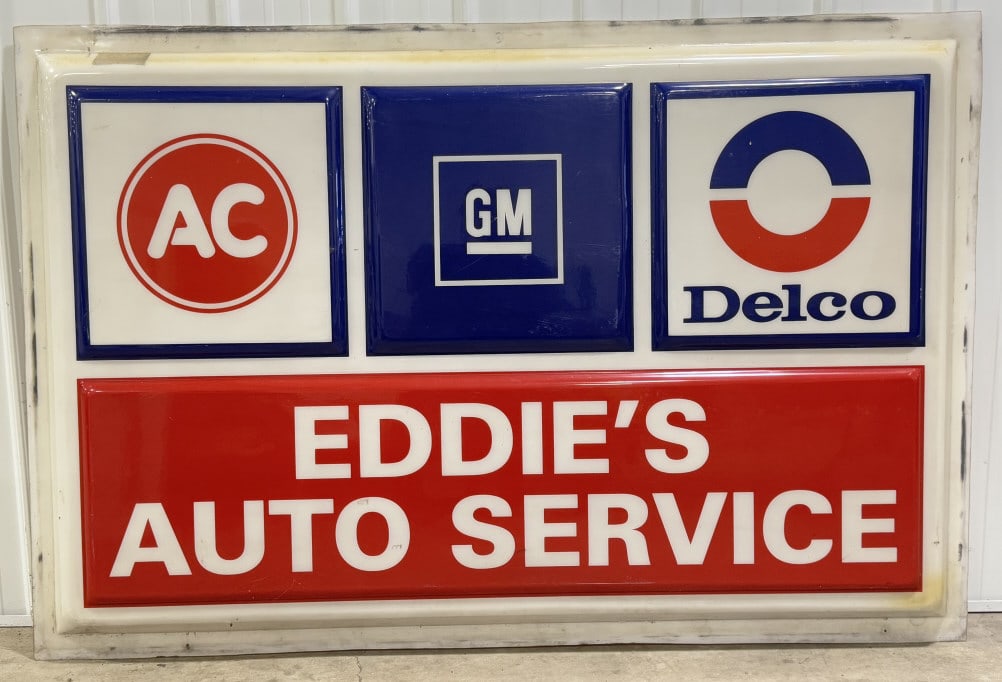 AC
GM
Delco
EDDIE'S
AUTO SERVICE